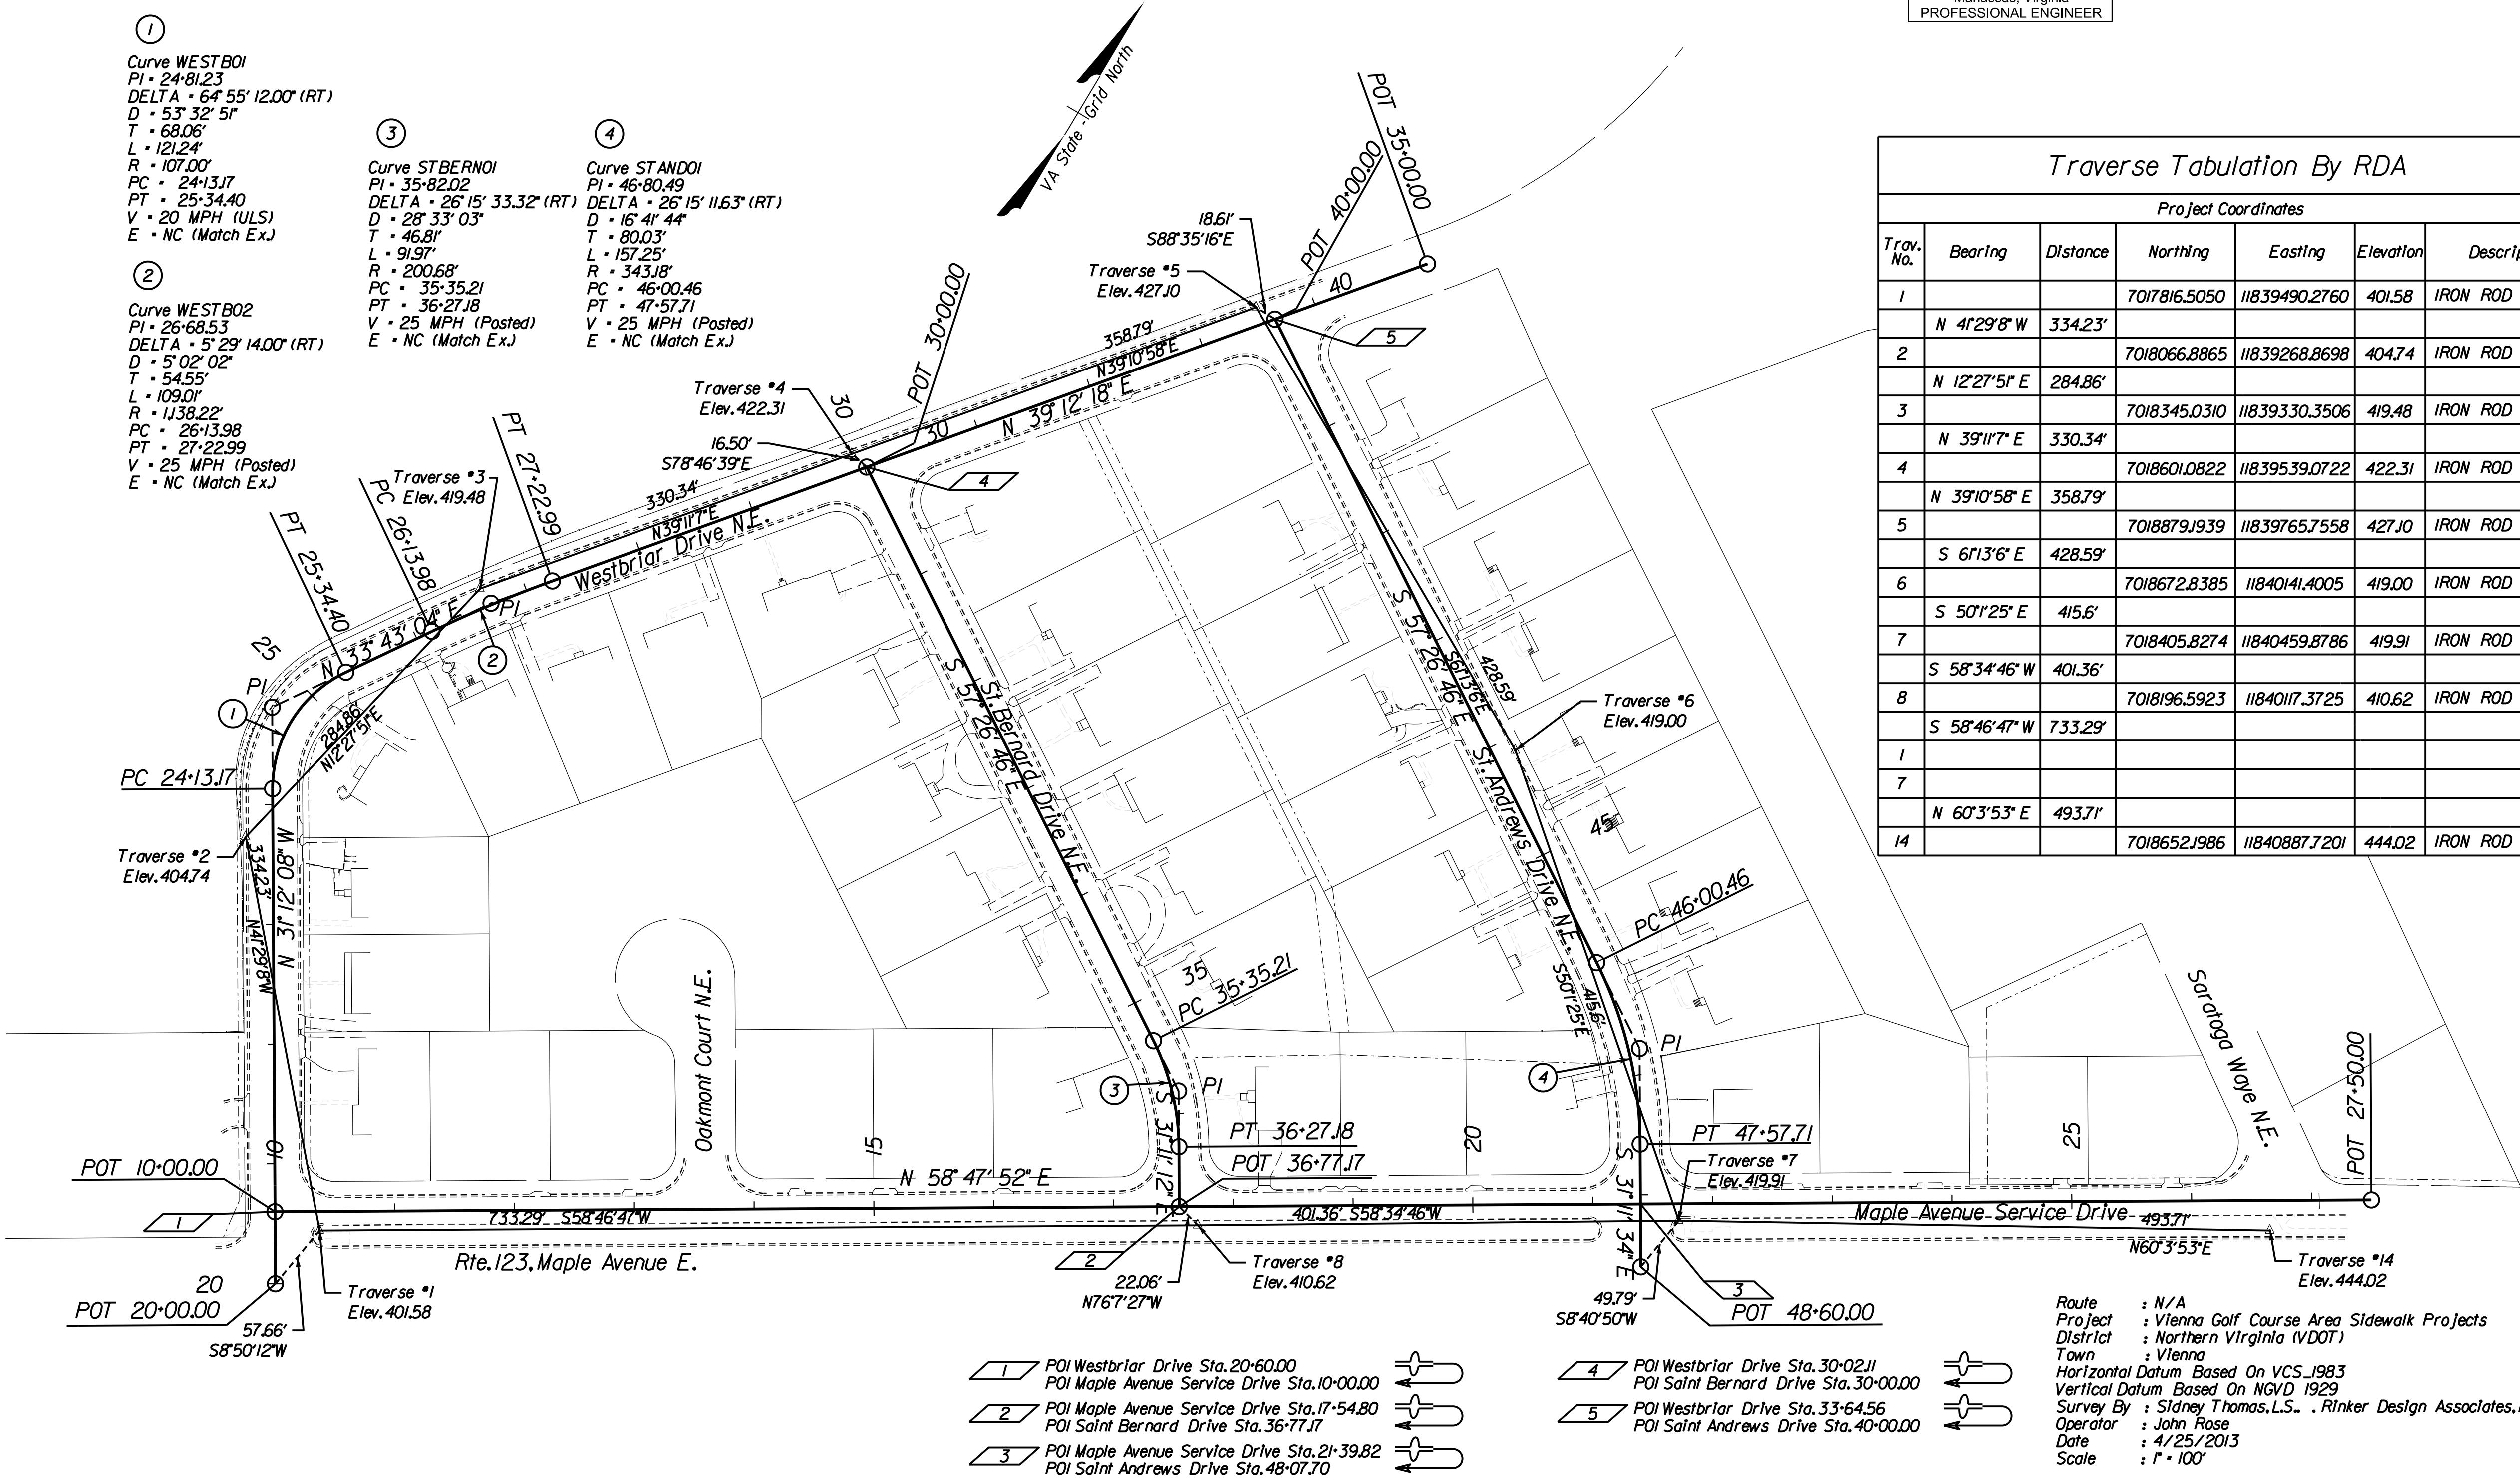 Manassas, Virginia
PROFESSIONAL ENGINEER
1
Curve WESTB01
PI = 24+81.23
DELTA = 64° 55' 12.00" (RT)
D = 53° 32' 51"
T = 68.06'
L = 121.24'
R = 107.00'
PC = 24+13.17
PT = 25+34.40
V = 20 MPH (ULS)
E = NC (Match Ex.)
2
Curve WESTB02
PI = 26+68.53
DELTA = 5° 29' 14.00" (RT)
D = 5° 02' 02"
T = 54.55'
L = 109.01'
R = 1,138.22'
PC = 26+13.98
PT = 27+22.99
V = 25 MPH (Posted)
E = NC (Match Ex.)
3
Curve STBERN01
PI = 35+82.02
DELTA = 26° 15' 33.32" (RT)
D = 28° 33' 03"
T = 46.81'
L = 91.97'
R = 200.68'
PC = 35+35.21
PT = 36+27.18
V = 25 MPH (Posted)
E = NC (Match Ex.)
4
Curve STAND01
PI = 46+80.49
DELTA = 26° 15' 11.63" (RT)
D = 16° 41' 44"
T = 80.03'
L = 157.25'
R = 343.18'
PC = 46+00.46
PT = 47+57.71
V = 25 MPH (Posted)
E = NC (Match Ex.)
VA State - Grid North
Traverse Tabulation By RDA
Project Coordinates
Trav. No. Bearing Distance Northing Easting Elevation
1 7017816.5050 11839490.2760 401.58 IRON ROD
N 41°29'8" W 334.23'
2 7018066.8865 11839268.8698 404.74 IRON ROD
N 12°27'51" E 284.86'
3 7018345.0310 11839330.3506 419.48 IRON ROD
N 39°11'7" E 330.34'
4 7018601.0822 11839539.0722 422.31 IRON ROD
N 39°10'58" E 358.79'
5 7018879.1939 11839765.7558 427.10 IRON ROD
S 61°13'6" E 428.59'
6 7018672.8385 11840141.4005 419.00 IRON ROD
S 50°1'25" E 415.6'
7 7018405.8274 11840459.8786 419.91 IRON ROD
S 58°34'46" W 401.36'
8 7018196.5923 11840117.3725 410.62 IRON ROD
S 58°46'47" W 733.29'
1
7
N 60°3'53" E 493.71'
14 7018652.1986 11840887.7201 444.02 IRON ROD
POT 35+00.00
POT 40+00.00
40
18.61'
S88°35'16"E
Traverse #5
Elev. 427.10
5
358.79'
N39°10'58"E
N 39° 12' 18" E
POT 30+00.00
30
30
Traverse #4
Elev. 422.31
16.50'
S78°46'39"E
4
330.34'
N39°11'7"E
Westbriar Drive N.E.
PT 27+22.99
Traverse #3
Elev. 419.48
PC 26+13.98
PI
2
PT 25+34.40
N 33° 43' 04" E
25
PI
1
284.86'
N12°27'51"E
PC 24+13.17
Traverse #2
Elev. 404.74
334.23'
N41°29'8"W
N 31° 12' 08" W
Oakmont Court N.E.
S 57° 26' 46" E
St. Bernard Drive N.E.
35
PC 35+35.21
3
PI
PT 36+27.18
POT 36+77.17
S 31° 11' 12" E
S 57° 26' 46" E
S61°13'6"E
428.59'
Traverse #6
Elev. 419.00
St. Andrews Drive N.E.
45
PC 46+00.46
S50°1'25"E
415.6'
4
PI
PT 47+57.71
Traverse #7
Elev. 419.91
S 31° 11' 34" E
Saratoga Waye N.E.
POT 27+50.00
25
20
15
10
POT 10+00.00
1
N 58° 47' 52" E
733.29' S58°46'47"W
401.36' S58°34'46"W
Maple Avenue Service Drive
493.71'
N60°3'53"E
Rte. 123, Maple Avenue E.
20
POT 20+00.00
57.66'
S8°50'12"W
Traverse #1
Elev. 401.58
2
22.06'
N76°7'27"W
Traverse #8
Elev. 410.62
3
49.79'
S8°40'50"W
POT 48+60.00
Traverse #14
Elev. 444.02
1 POI Westbriar Drive Sta. 20+60.00
POI Maple Avenue Service Drive Sta. 10+00.00
2 POI Maple Avenue Service Drive Sta. 17+54.80
POI Saint Bernard Drive Sta. 36+77.17
3 POI Maple Avenue Service Drive Sta. 21+39.82
POI Saint Andrews Drive Sta. 48+07.70
4 POI Westbriar Drive Sta. 30+02.11
POI Saint Bernard Drive Sta. 30+00.00
5 POI Westbriar Drive Sta. 33+64.56
POI Saint Andrews Drive Sta. 40+00.00
Route : N/A
Project : Vienna Golf Course Area Sidewalk Projects
District : Northern Virginia (VDOT)
Town : Vienna
Horizontal Datum Based On VCS_1983
Vertical Datum Based On NGVD 1929
Survey By : Sidney Thomas, L.S.. . Rinker Design Associates,
Operator : John Rose
Date : 4/25/2013
Scale : 1" = 100'